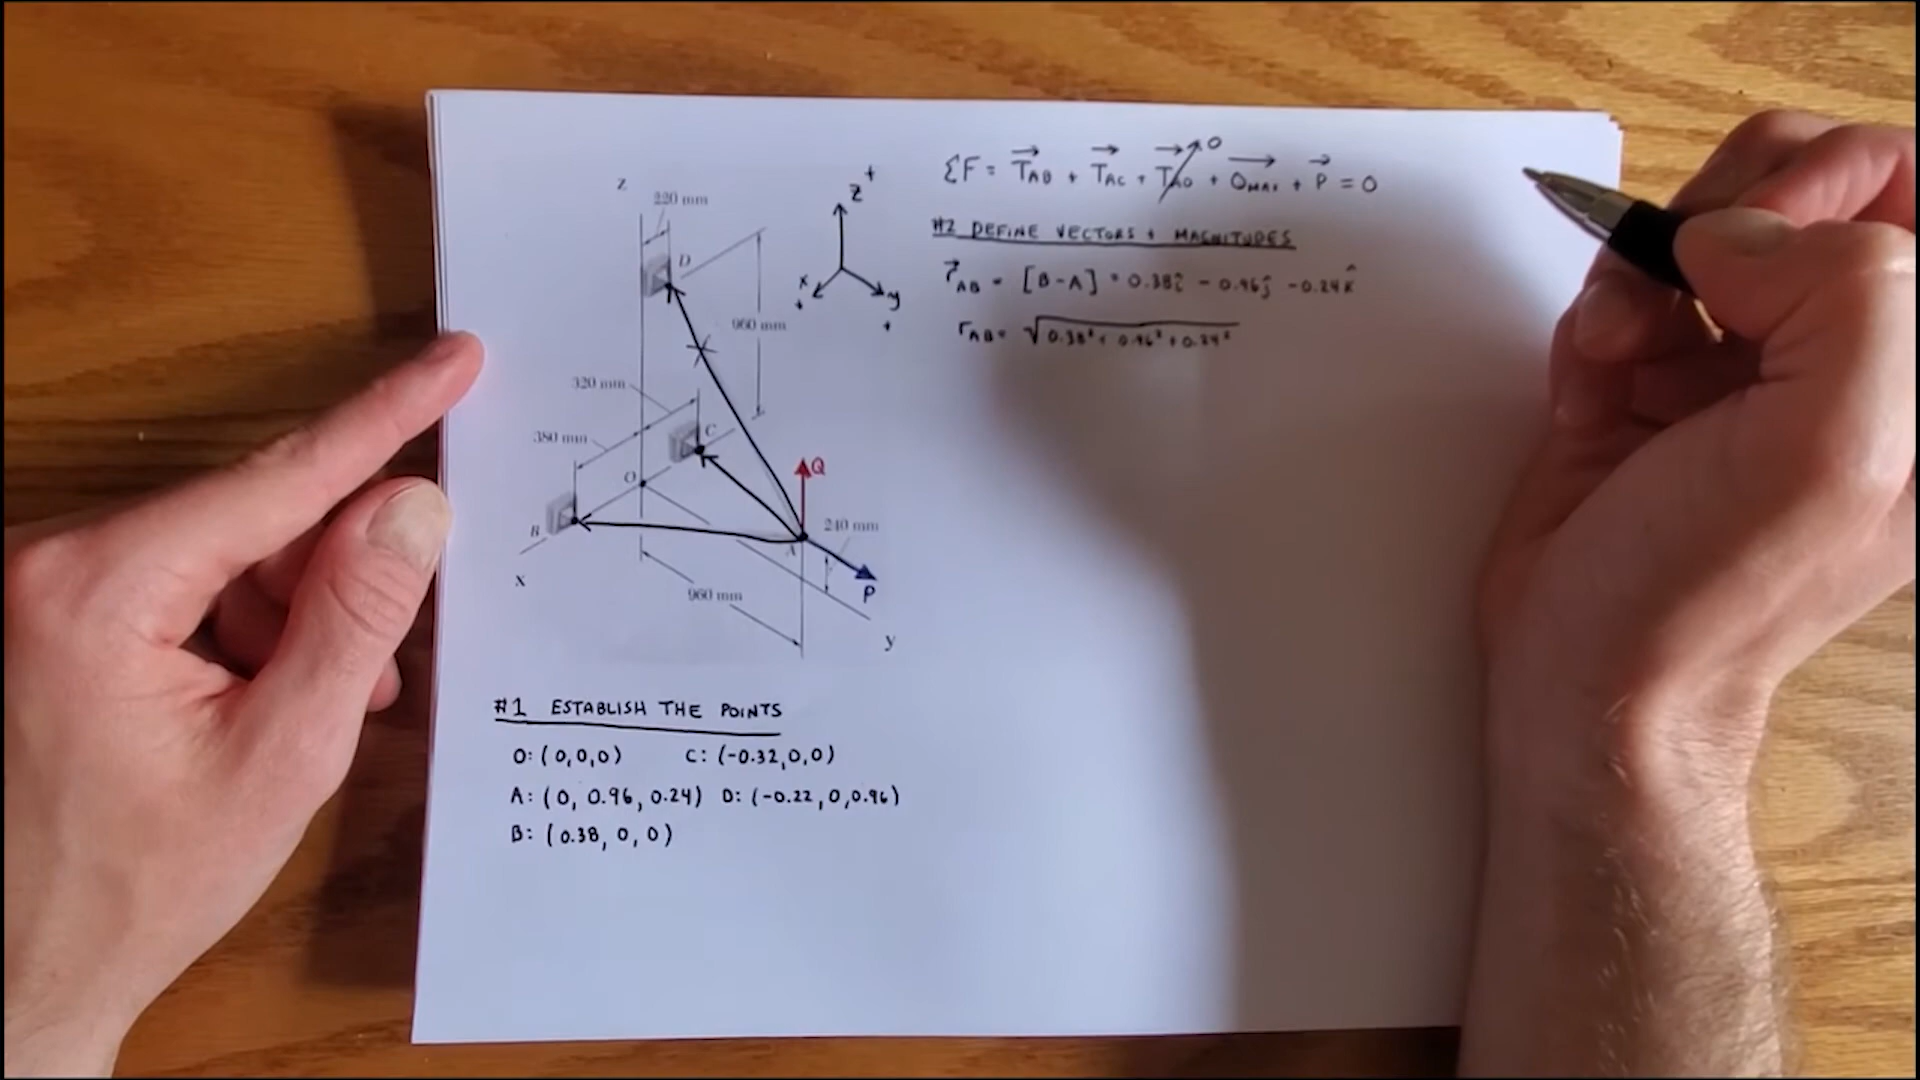 z
220 mm
D
z +
x +
y +
960 mm
320 mm
C
380 mm
O
Q
B
A
240 mm
x
P
960 mm
y
#1 ESTABLISH THE POINTS
O: (0,0,0) C: (-0.32,0,0)
A: (0, 0.96, 0.24) D: (-0.22,0,0.96)
B: (0.38, 0, 0)
ΣF = T⃗AB + T⃗AC + T⃗AD 0 + Q⃗MAX + P⃗ = 0
#2 DEFINE VECTORS + MAGNITUDES
r⃗AB = [B-A] = 0.38î - 0.96ĵ - 0.24k̂
rAB = √0.38² + 0.96² + 0.24²